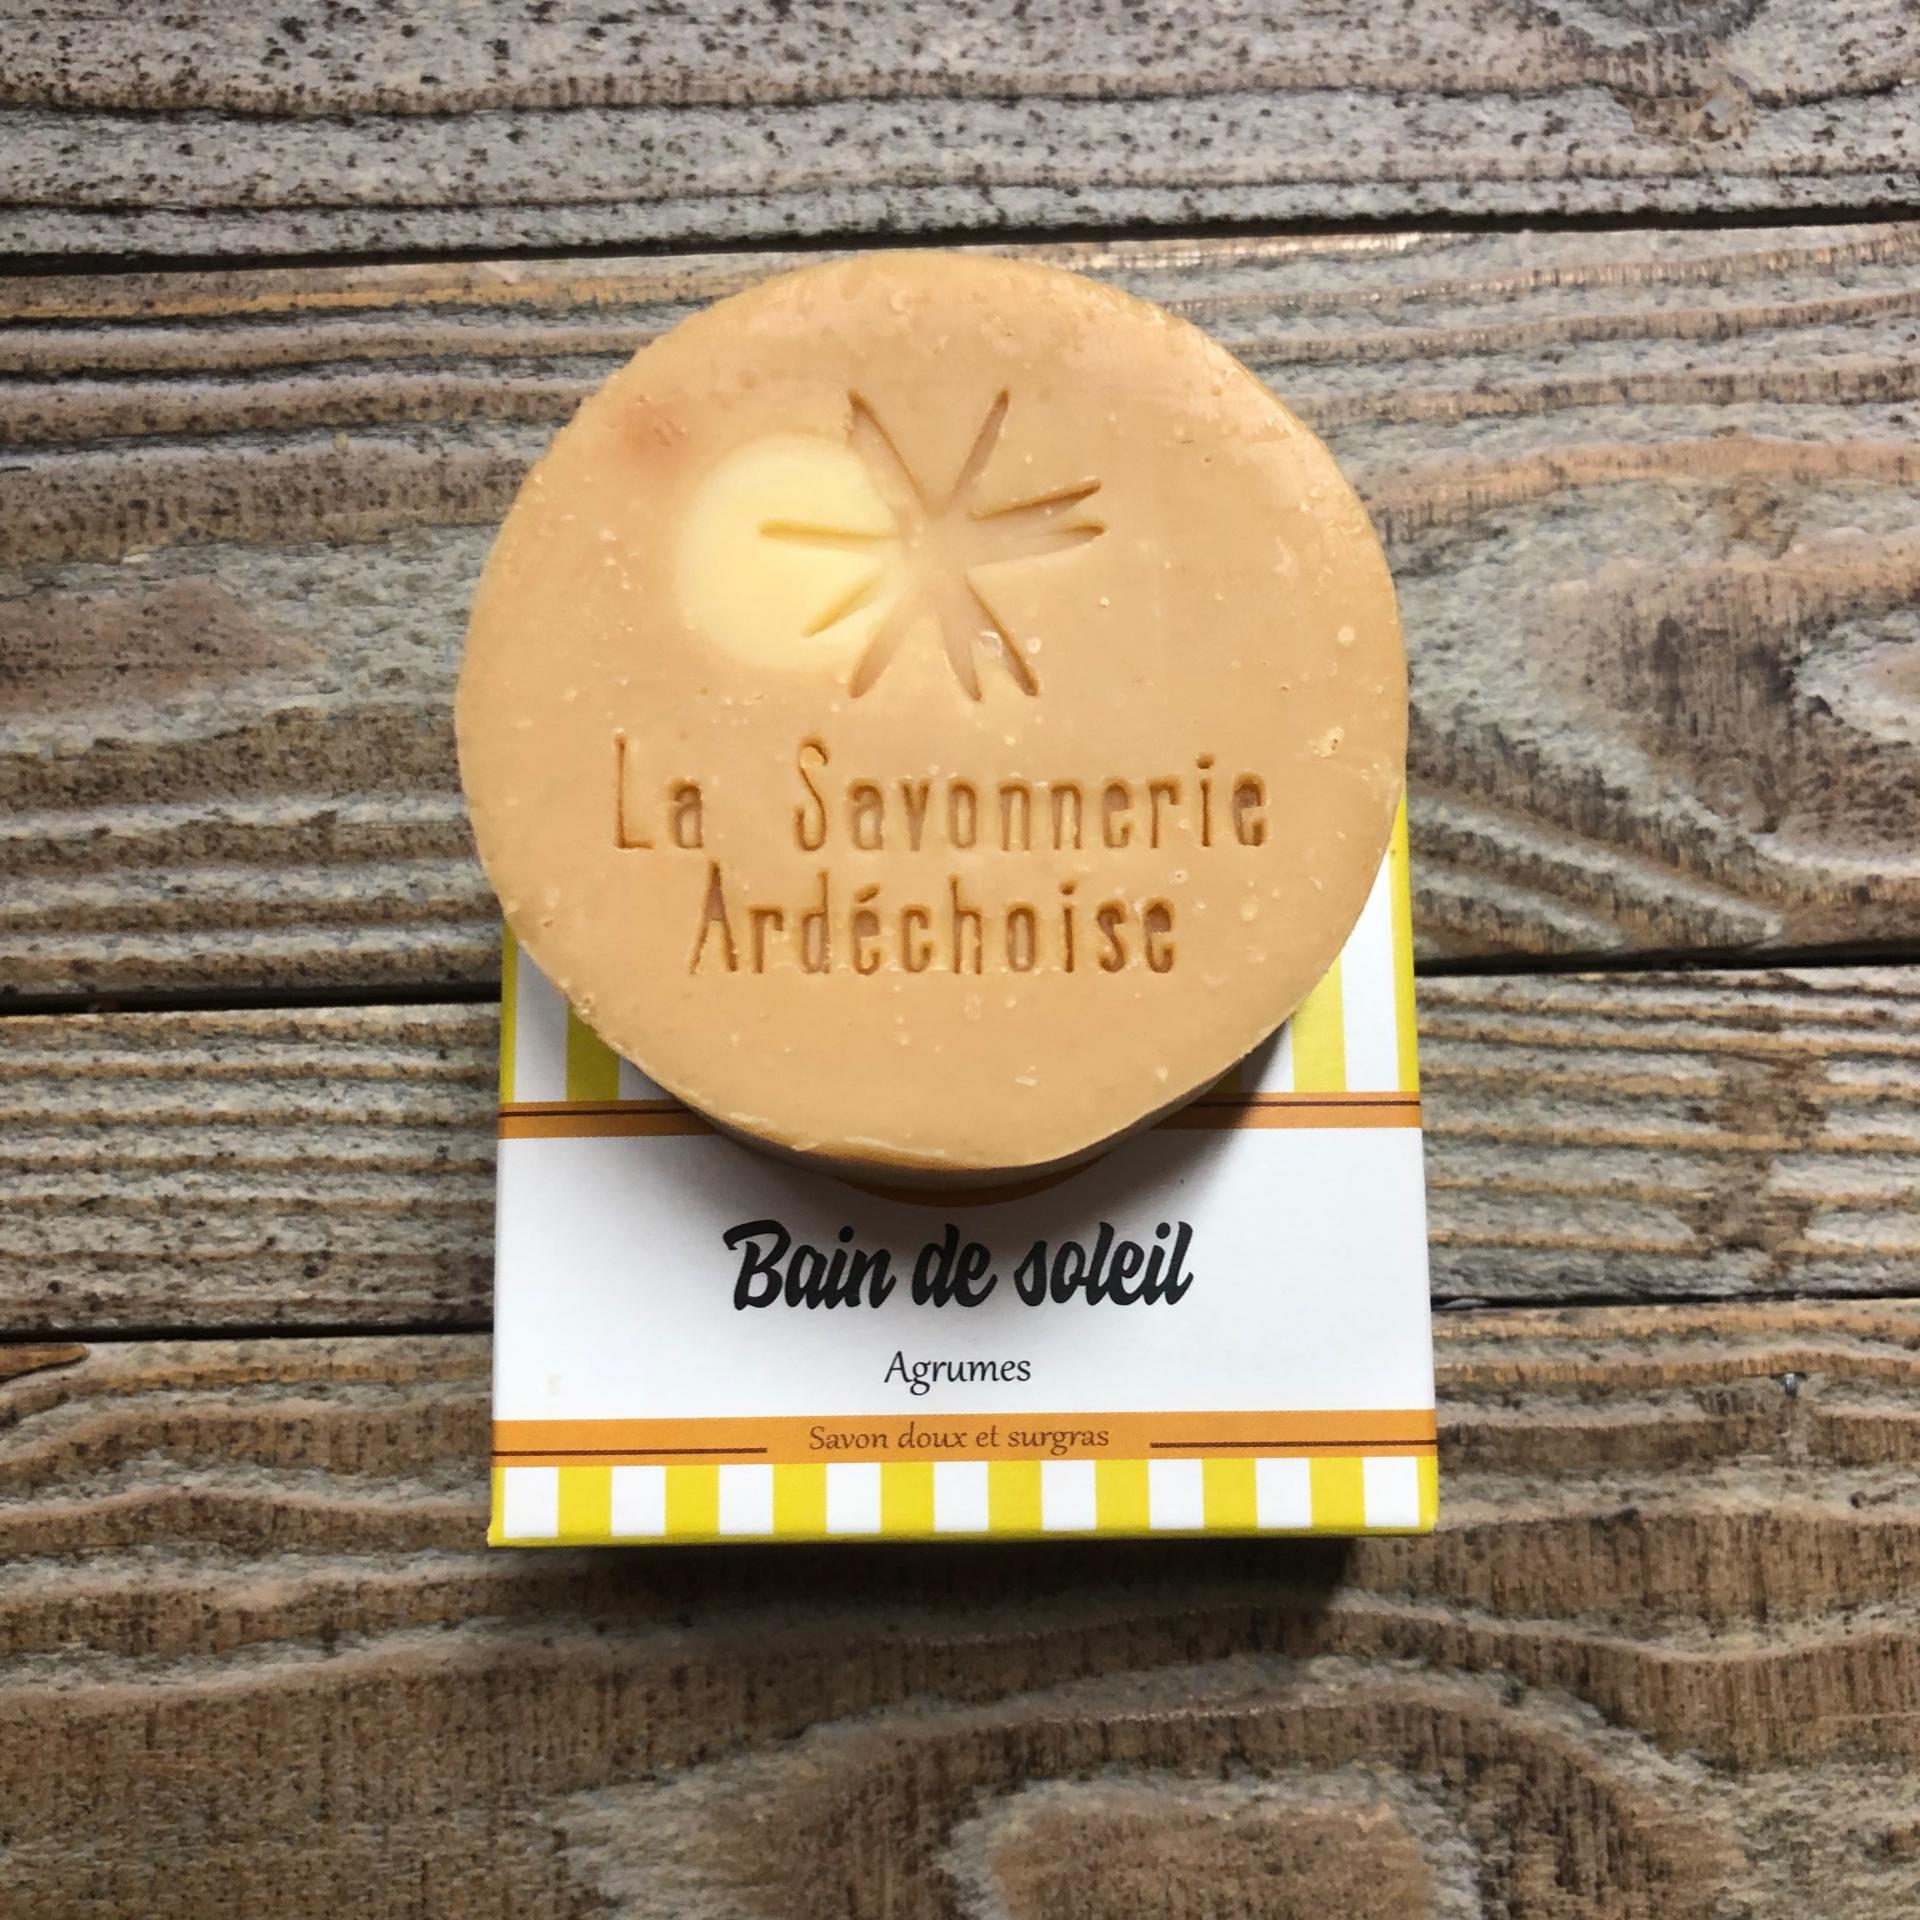 La Savonnerie
Ardéchoise
Bain de soleil
Agrumes
Savon doux et surgras